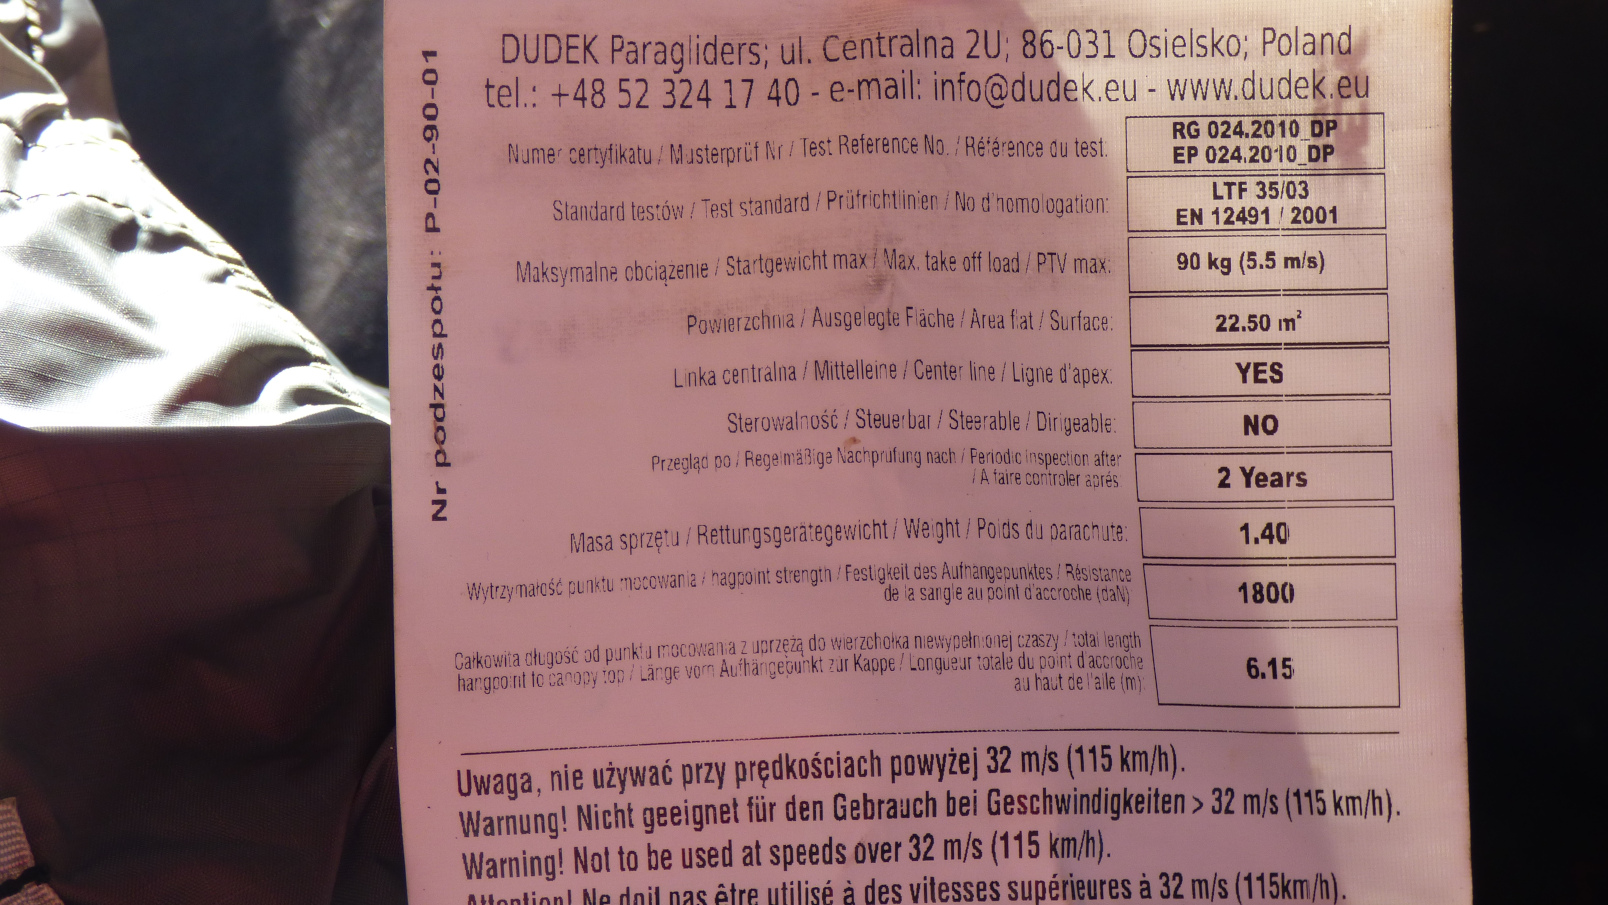 DUDEK Paragliders; ul. Centralna 2U; 86-031 Osielsko; Poland
tel.: +48 52 324 17 40 - e-mail: info@dudek.eu - www.dudek.eu
Nr podzespołu: P-02-90-01
Numer certyfikatu / Musterprüf Nr / Test Reference No. / Référence du test:
RG 024.2010_DP
EP 024.2010_DP
Standard testów / Test standard / Prüfrichtlinien / No d'homologation:
LTF 35/03
EN 12491 / 2001
Maksymalne obciążenie / Startgewicht max / Max. take off load / PTV max:
90 kg (5.5 m/s)
Powierzchnia / Ausgelegte Fläche / Area flat / Surface:
22.50 m²
Linka centralna / Mittelleine / Center line / Ligne d'apex:
YES
Sterowalność / Steuerbar / Steerable / Dirigeable:
NO
Przegląd po / Regelmäßige Nachprüfung nach / Periodic inspection after
/ A faire controler aprés:
2 Years
Masa sprzętu / Rettungsgerätegewicht / Weight / Poids du parachute:
1.40
Wytrzymałość punktu mocowania / hagpoint strength / Festigkeit des Aufhängepunktes / Résistance
de la sangle au point d'accroche (daN)
1800
Całkowita długość od punktu mocowania z uprzężą do wierzchołka niewypełnionej czaszy / total length
hangpoint to canopy top / Länge vom Aufhängepunkt zur Kappe / Longueur totale du point d'accroche
au haut de l'aile (m):
6.15
Uwaga, nie używać przy prędkościach powyżej 32 m/s (115 km/h).
Warnung! Nicht geeignet für den Gebrauch bei Geschwindigkeiten > 32 m/s (115 km/h).
Warning! Not to be used at speeds over 32 m/s (115 km/h).
Attention! Ne doil pas être utilisé à des vitesses supérieures à 32 m/s (115km/h).